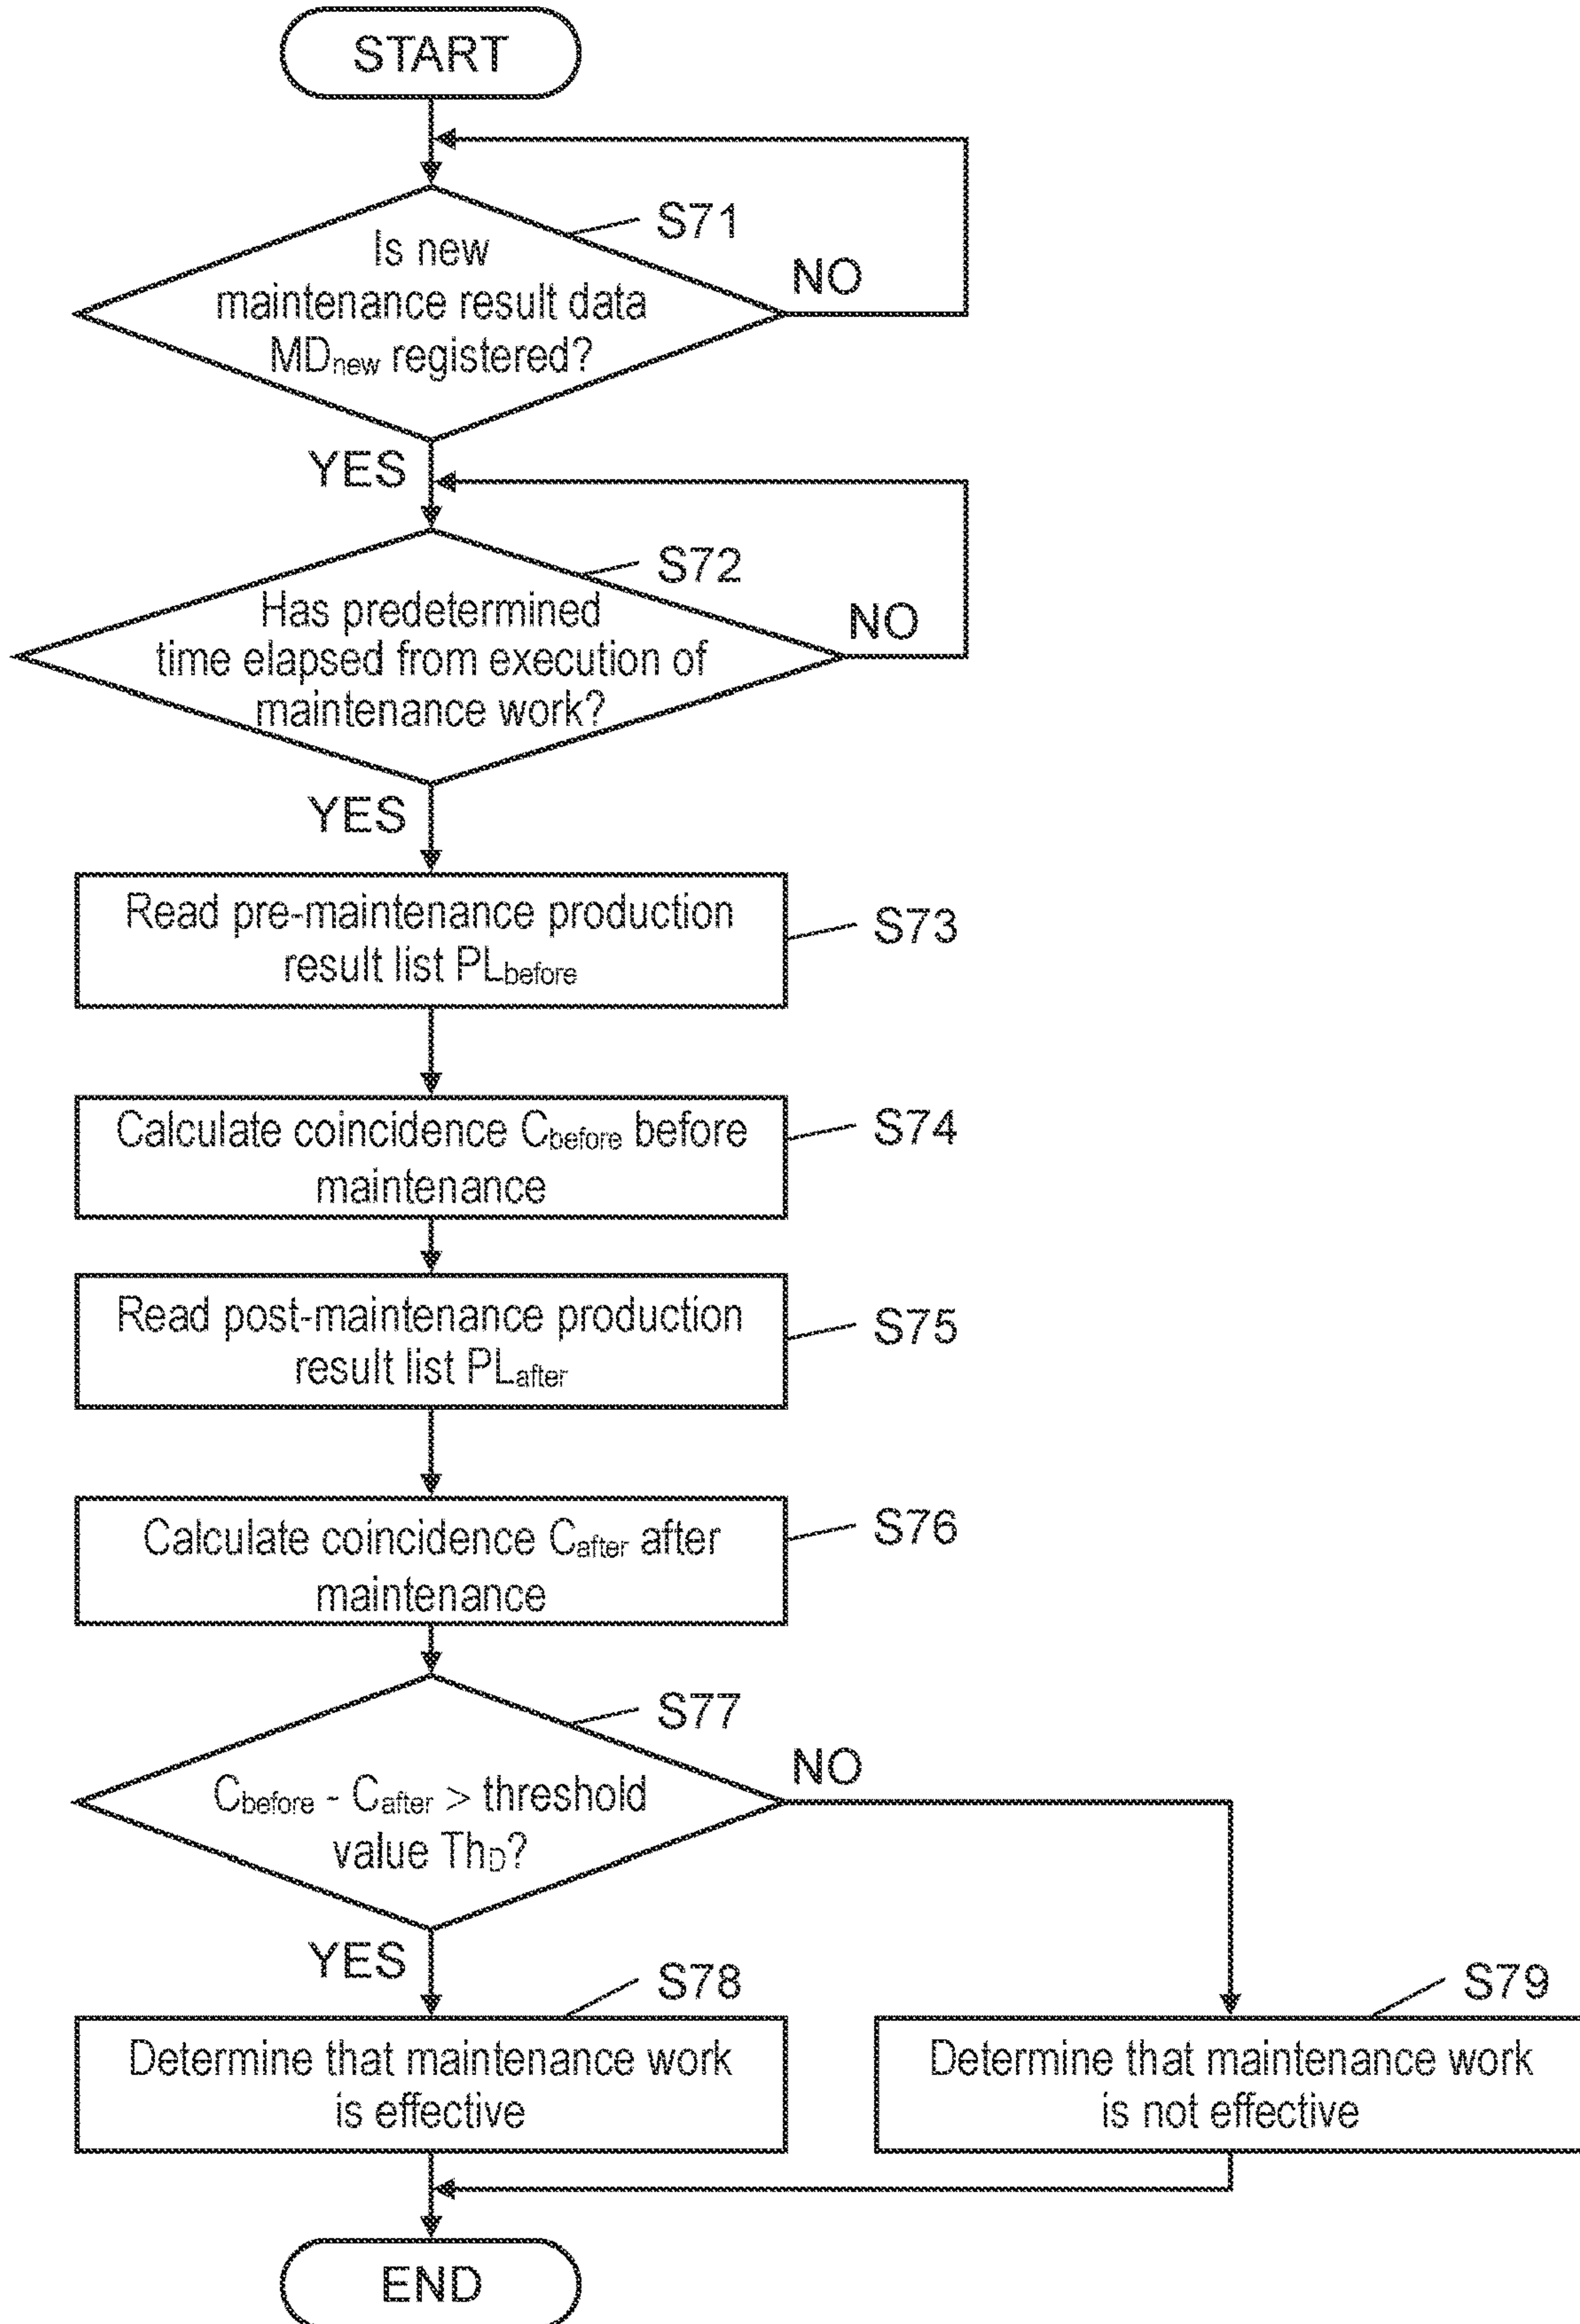 START
S71
Is new
maintenance result data
MDnew registered?
NO
YES
S72
Has predetermined
time elapsed from execution of
maintenance work?
NO
YES
Read pre-maintenance production
result list PLbefore
S73
Calculate coincidence Cbefore before
maintenance
S74
Read post-maintenance production
result list PLafter
S75
Calculate coincidence Cafter after
maintenance
S76
S77
Cbefore - Cafter > threshold
value ThD?
NO
YES
S78
Determine that maintenance work
is effective
S79
Determine that maintenance work
is not effective
END